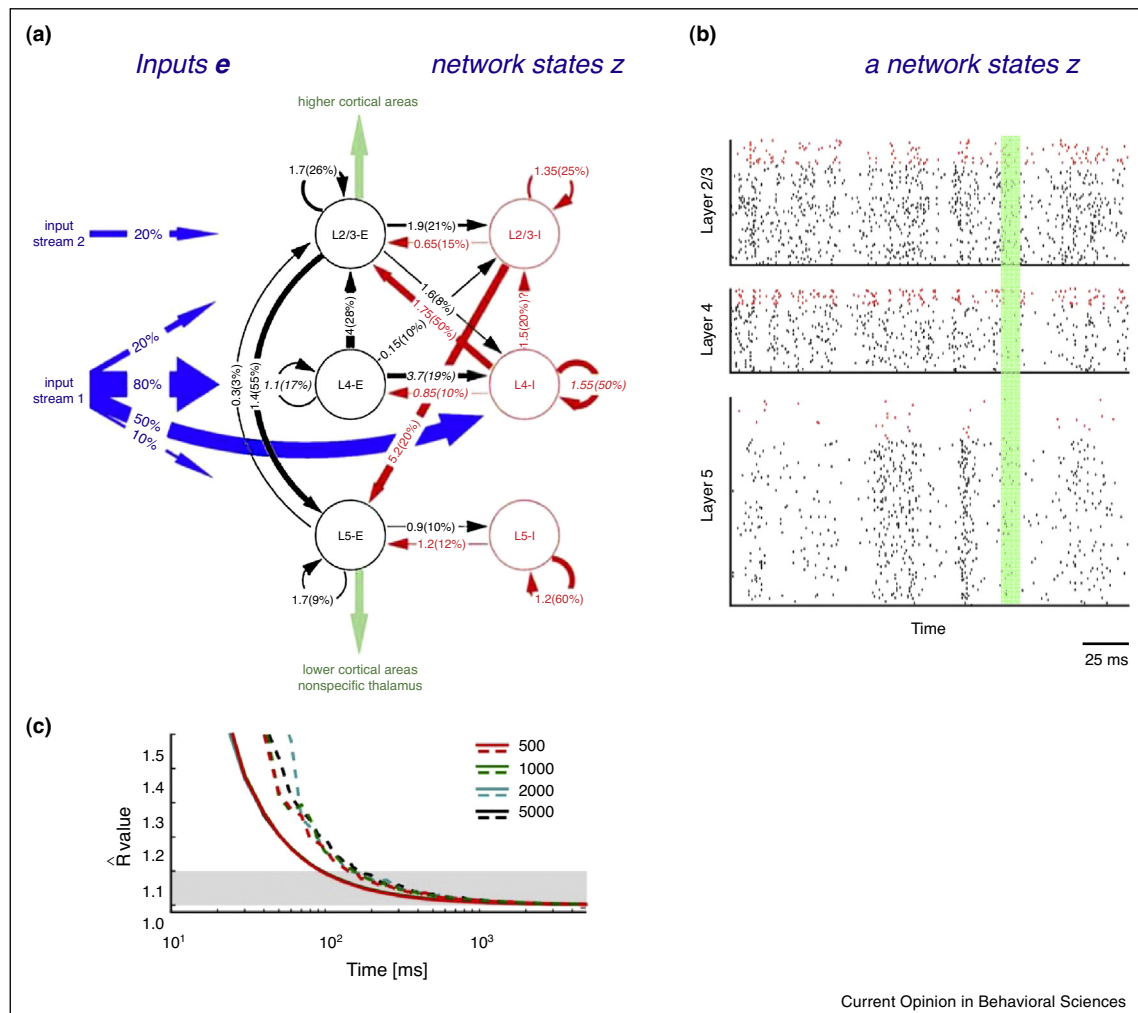 (a)
Inputs e
network states z
higher cortical areas
1.7(26%)
1.35(25%)
input
stream 2
20%
L2/3-E
1.9(21%)
0.65(15%)
L2/3-I
1.6(8%)
1.75(50%)
4(28%)
-0.15(10%)
1.5(20%)?
20%
input
stream 1
80%
50%
10%
0.3(3%)
1.4(55%)
1.1(17%)
L4-E
3.7(19%)
0.85(10%)
L4-I
1.55(50%)
5.2(20%)
L5-E
0.9(10%)
1.2(12%)
L5-I
1.7(9%)
1.2(60%)
lower cortical areas
nonspecific thalamus
(b)
a network states z
Layer 2/3
Layer 4
Layer 5
Time
25 ms
(c)
R̂ value
1.5
1.4
1.3
1.2
1.1
1.0
500
1000
2000
5000
10¹
10²
10³
Time [ms]
Current Opinion in Behavioral Sciences